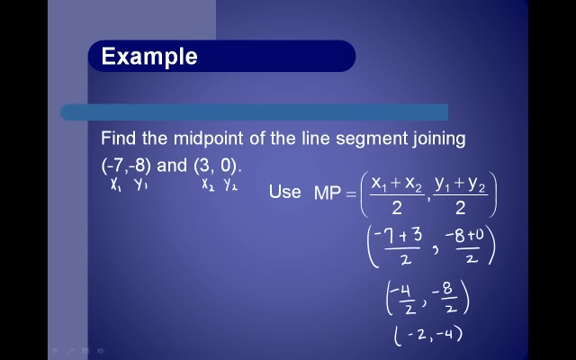 Example
Find the midpoint of the line segment joining
(-7,-8) and (3, 0).
x₁ y₁ x₂ y₂
Use MP = (x₁ + x₂ / 2, y₁ + y₂ / 2)
(-7+3 / 2, -8+0 / 2)
(-4/2, -8/2)
(-2,-4)